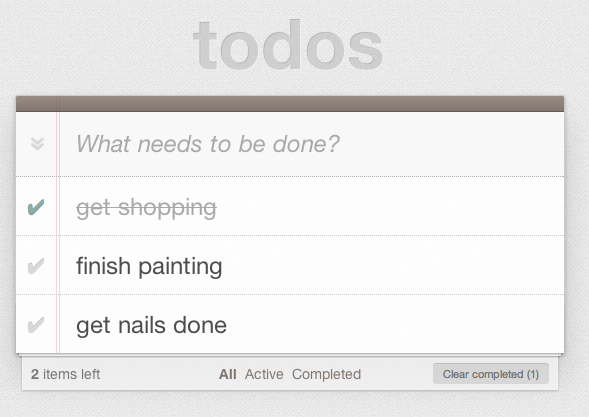 todos
What needs to be done?
get shopping
finish painting
get nails done
2 items left All Active Completed Clear completed (1)